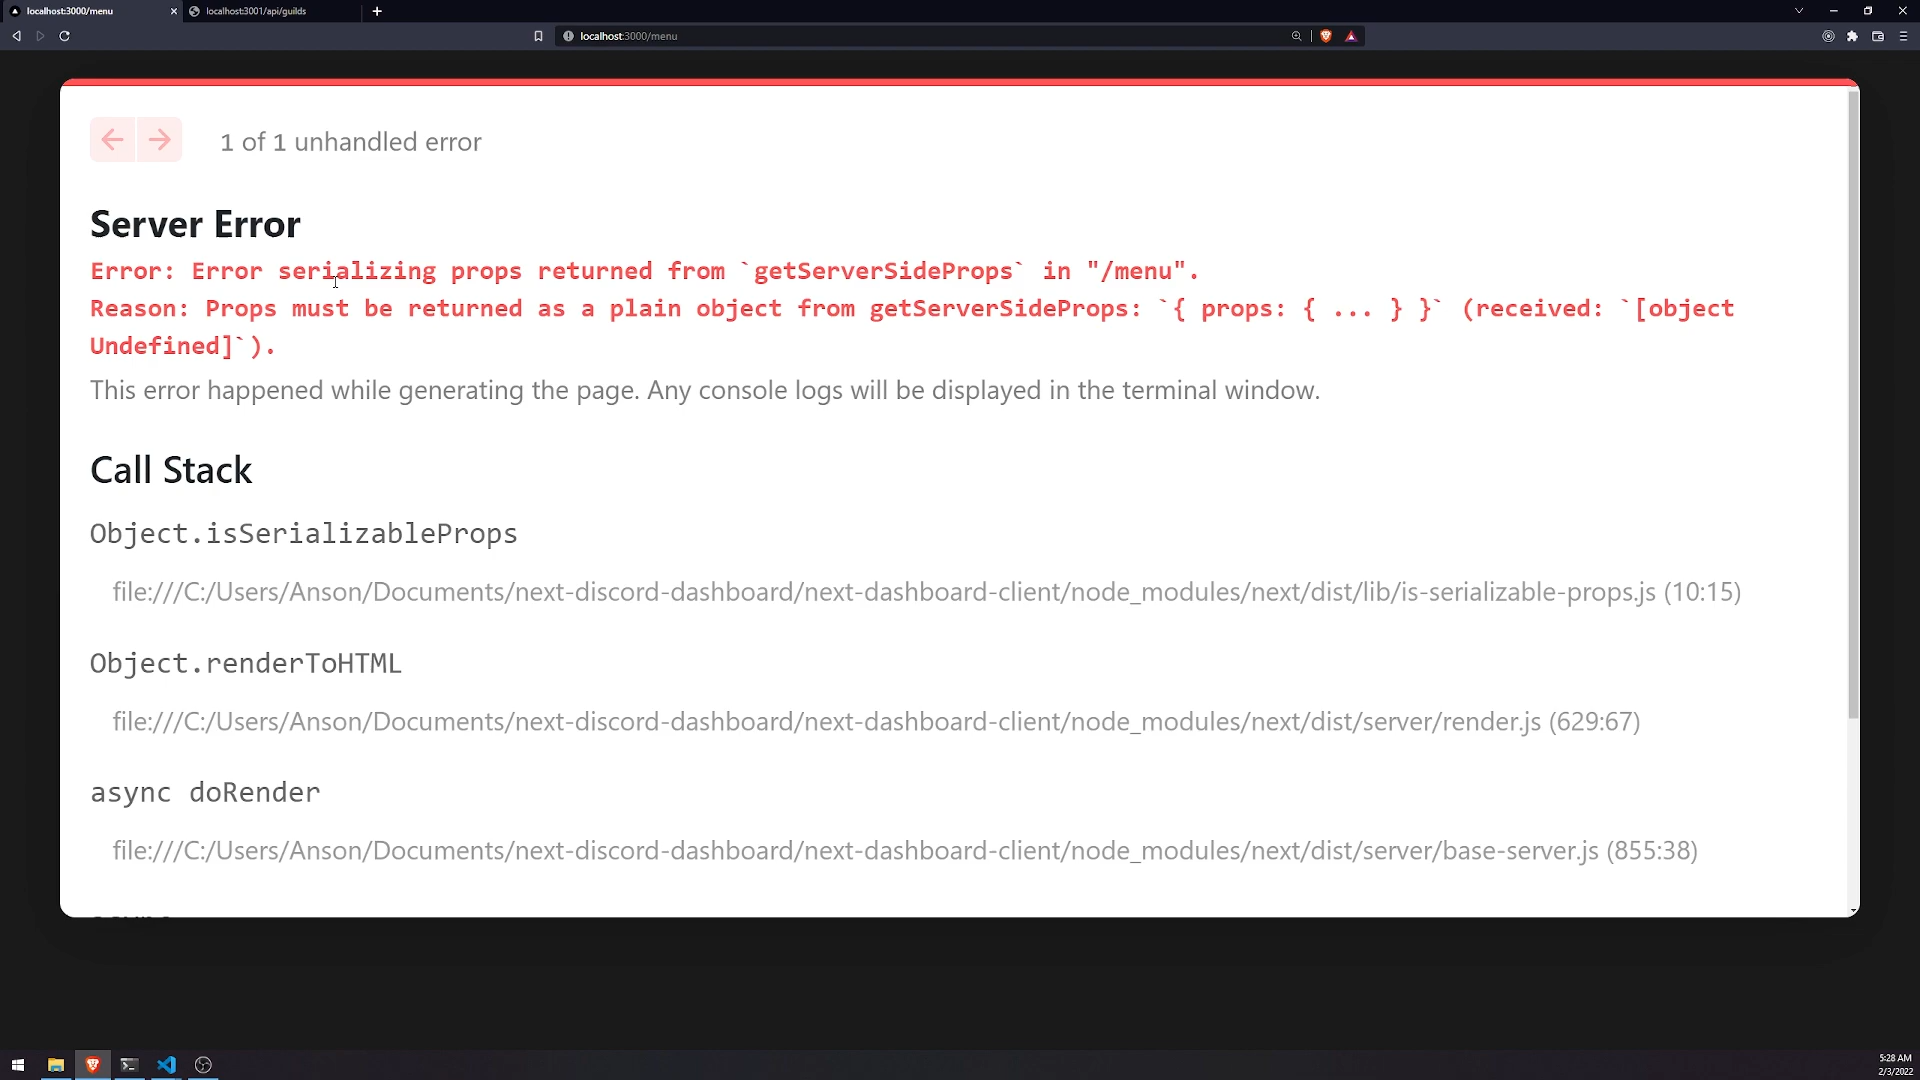 localhost:3000/menu
localhost:3001/api/guilds
localhost:3000/menu
1 of 1 unhandled error
Server Error
Error: Error serializing props returned from `getServerSideProps` in "/menu".
Reason: Props must be returned as a plain object from getServerSideProps: `{ props: { ... } }` (received: `[object
Undefined]`).
This error happened while generating the page. Any console logs will be displayed in the terminal window.
Call Stack
Object.isSerializableProps
file:///C:/Users/Anson/Documents/next-discord-dashboard/next-dashboard-client/node_modules/next/dist/lib/is-serializable-props.js (10:15)
Object.renderToHTML
file:///C:/Users/Anson/Documents/next-discord-dashboard/next-dashboard-client/node_modules/next/dist/server/render.js (629:67)
async doRender
file:///C:/Users/Anson/Documents/next-discord-dashboard/next-dashboard-client/node_modules/next/dist/server/base-server.js (855:38)
5:28 AM
2/3/2022